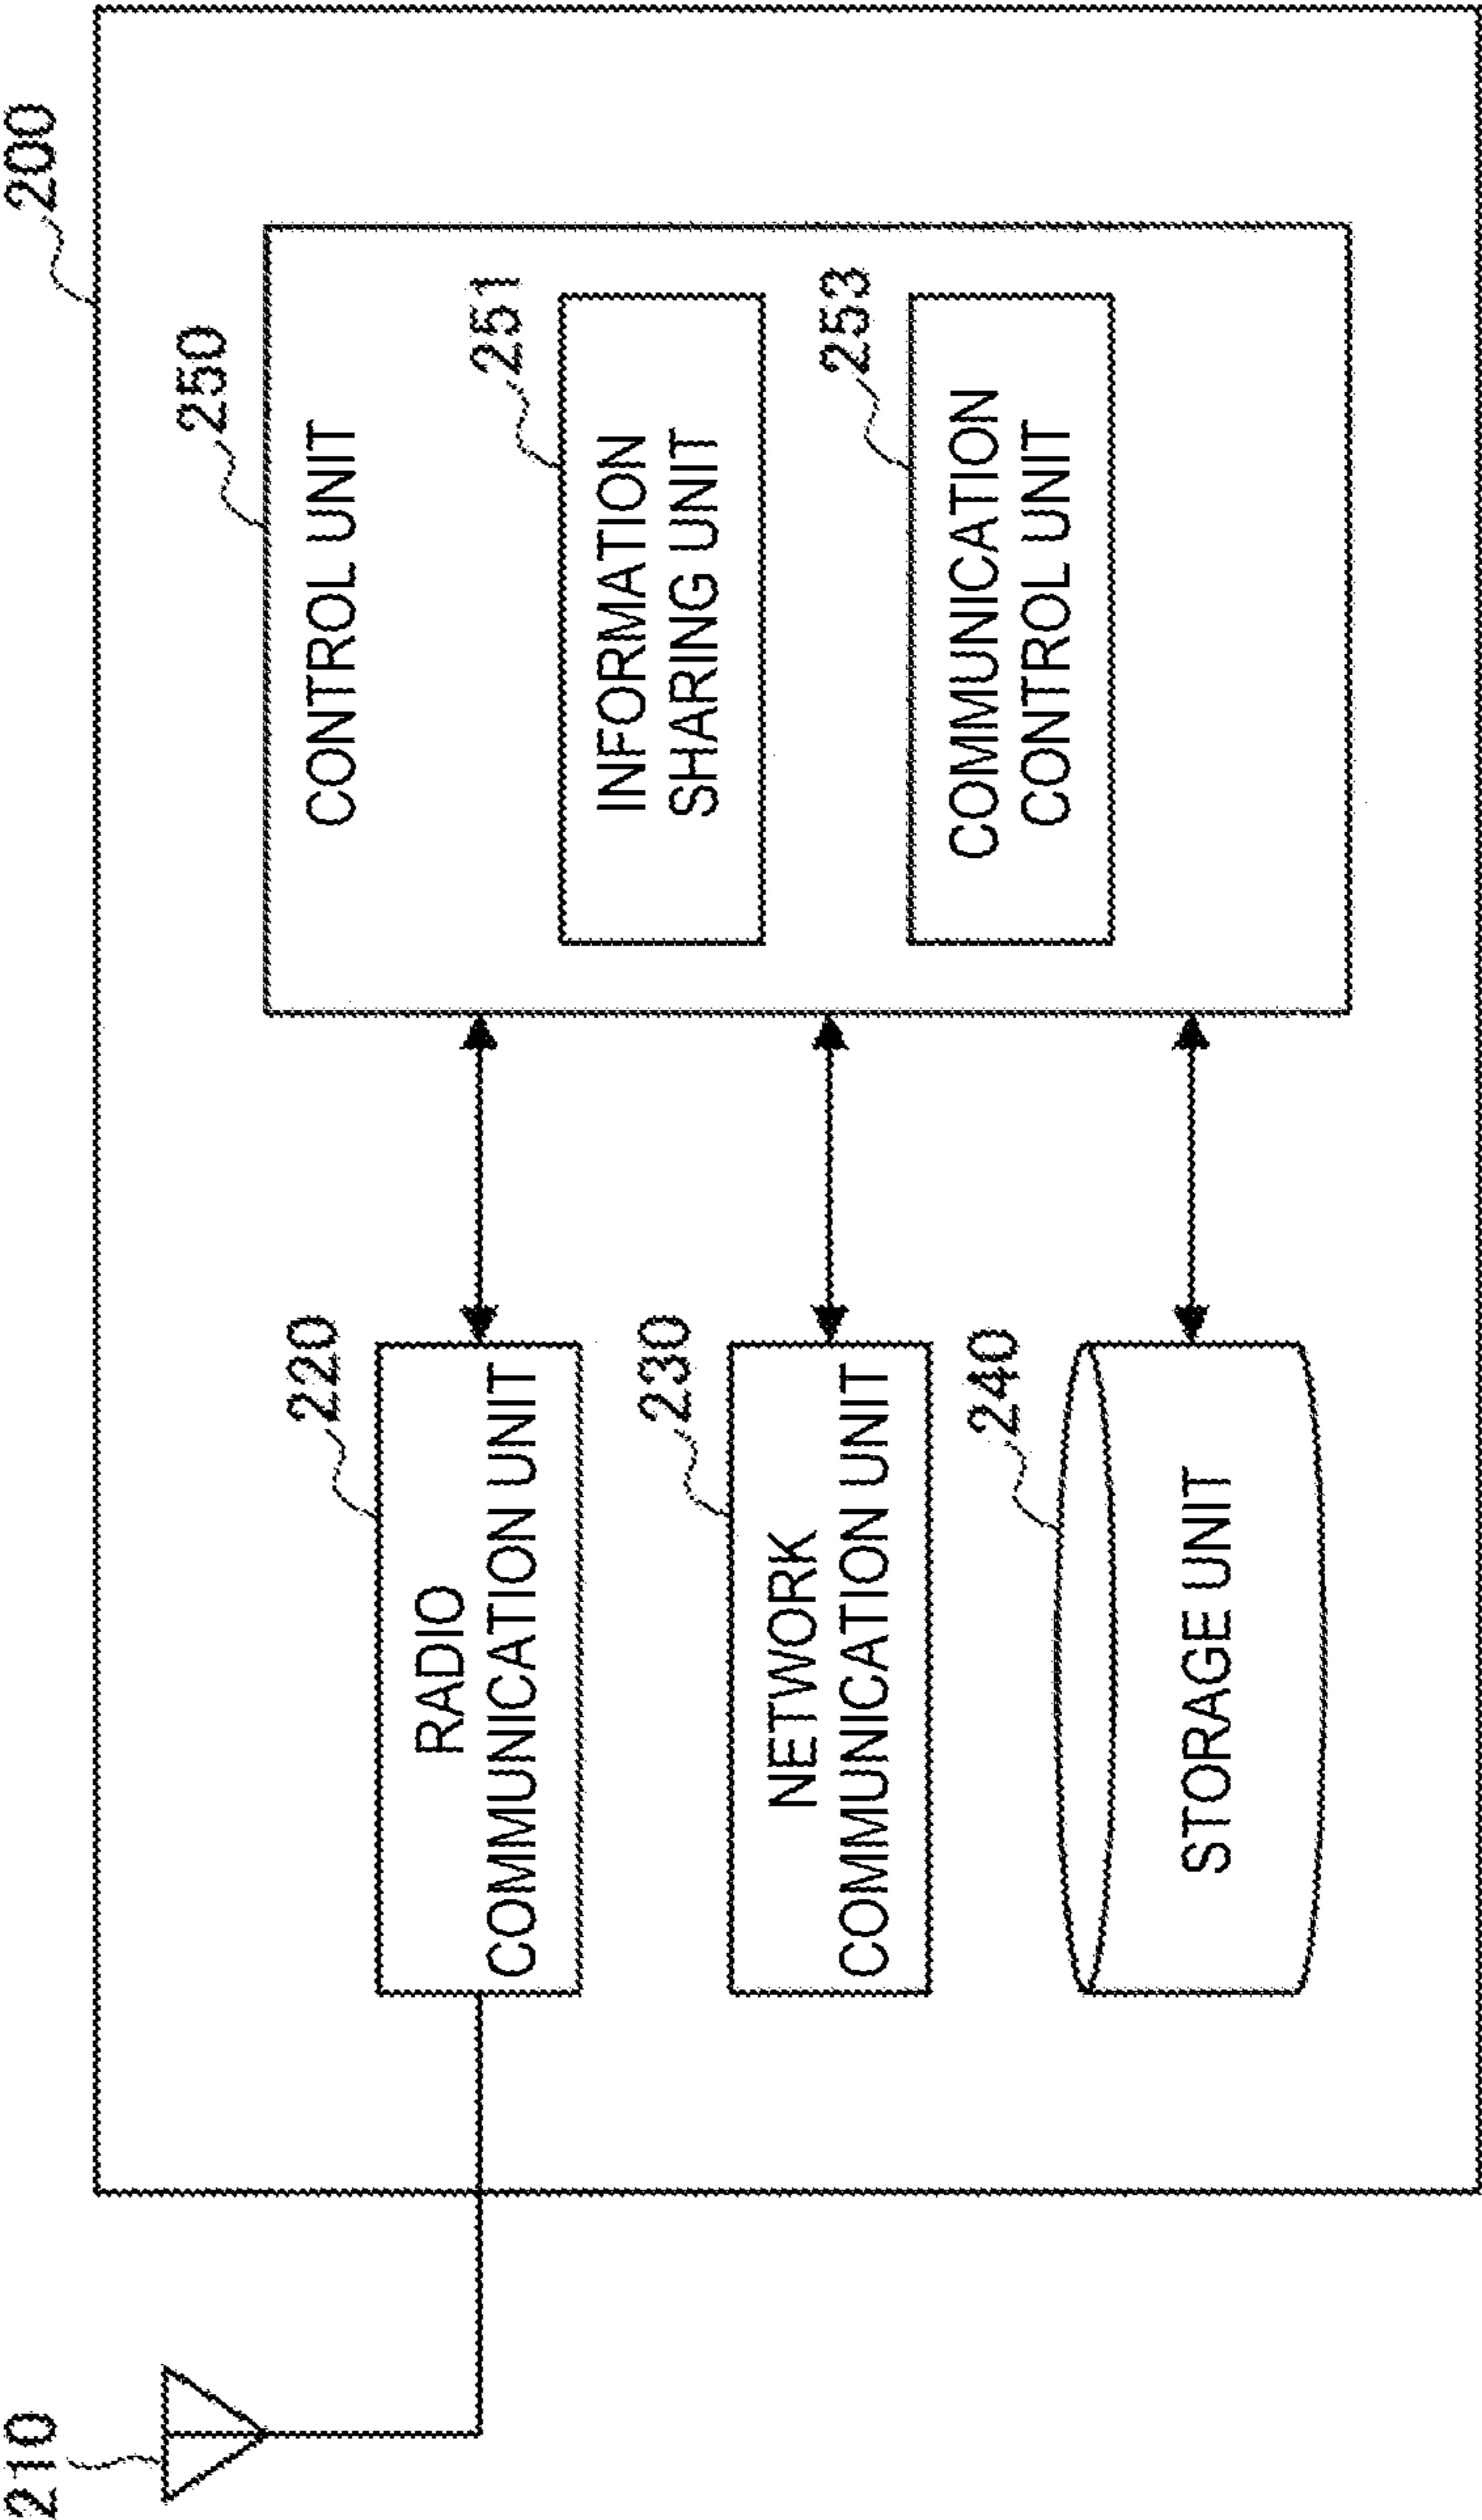 200
210
220
RADIO
COMMUNICATION UNIT
230
NETWORK
COMMUNICATION UNIT
240
STORAGE UNIT
250
CONTROL UNIT
251
INFORMATION
SHARING UNIT
253
COMMUNICATION
CONTROL UNIT